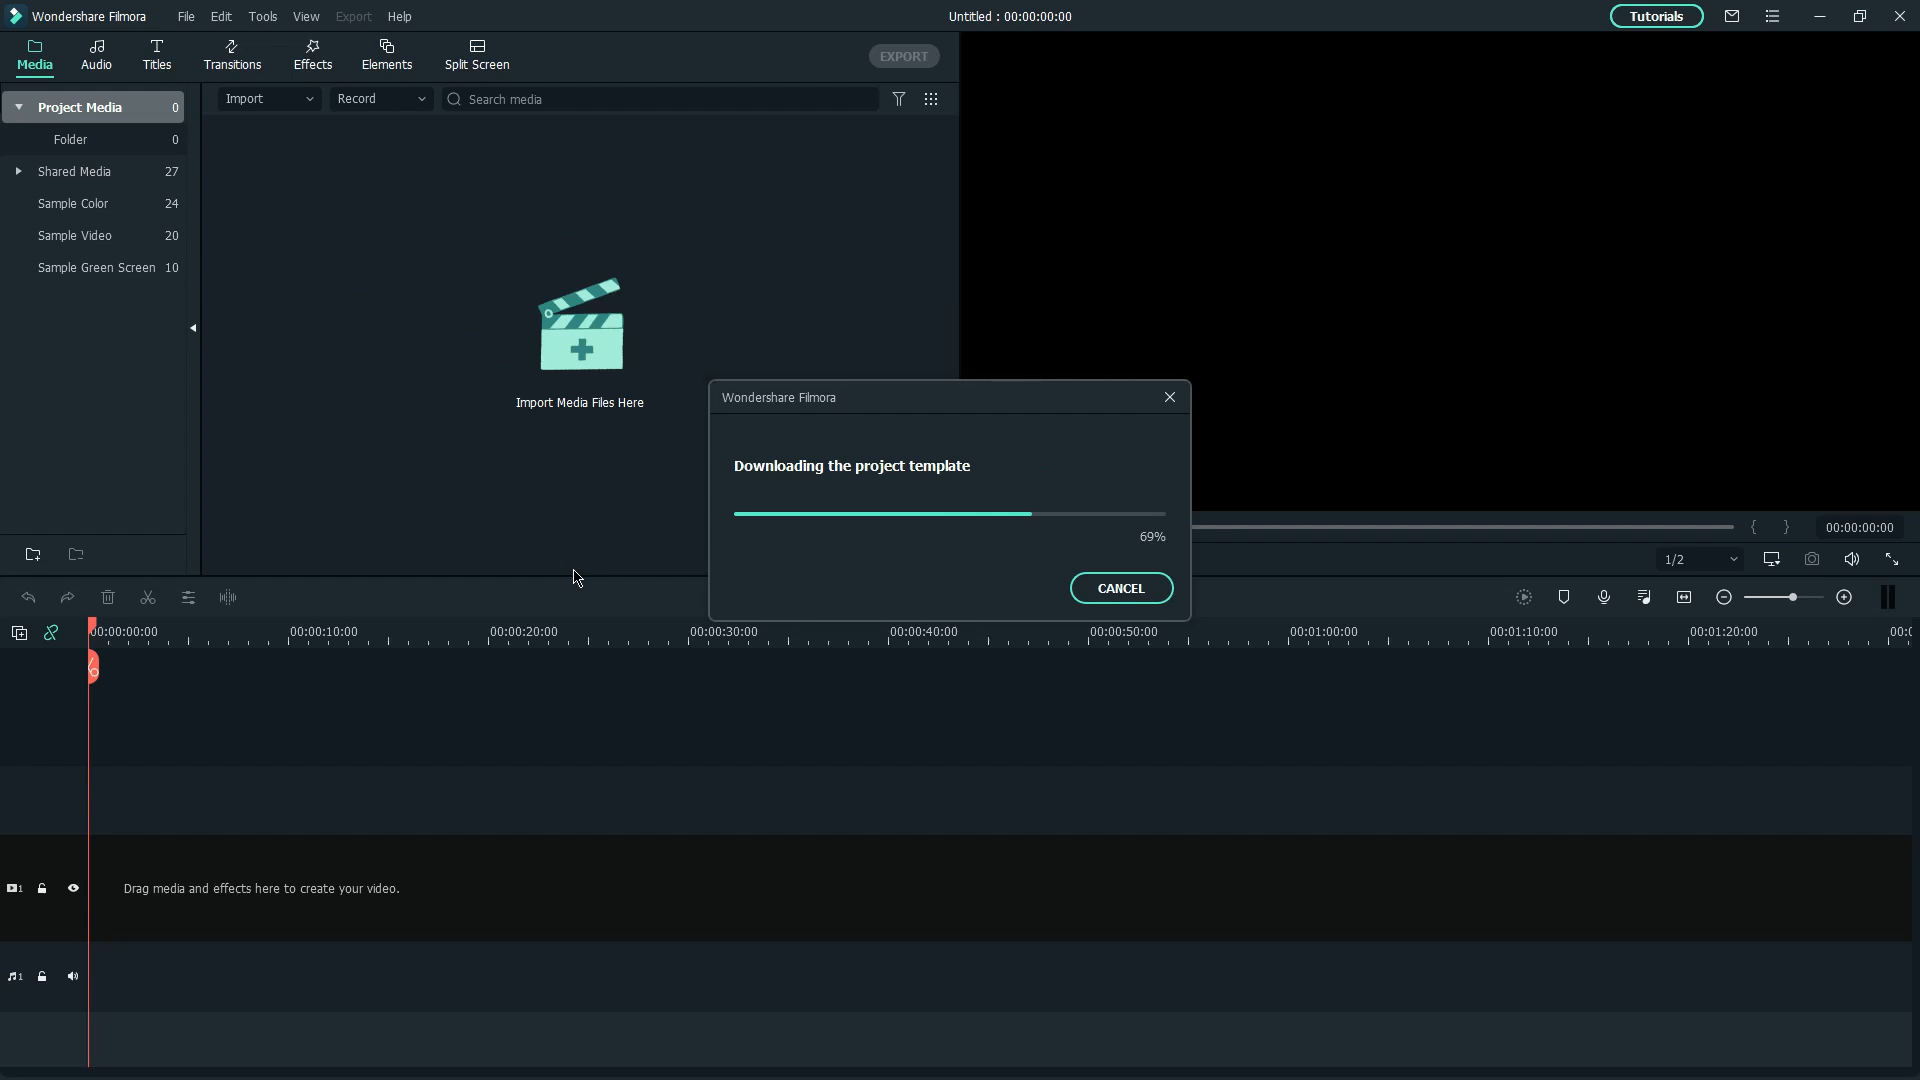 Wondershare Filmora File Edit Tools View Export Help Untitled : 00:00:00:00 Tutorials
Media Audio Titles Transitions Effects Elements Split Screen EXPORT
Project Media 0
Import Record Search media
Folder 0
Shared Media 27
Sample Color 24
Sample Video 20
Sample Green Screen 10
Import Media Files Here
Wondershare Filmora
Downloading the project template
69%
CANCEL
{ } 00:00:00:00
1/2
00:00:00:00 00:00:10:00 00:00:20:00 00:00:30:00 00:00:40:00 00:00:50:00 00:01:00:00 00:01:10:00 00:01:20:00
1 Drag media and effects here to create your video.
1